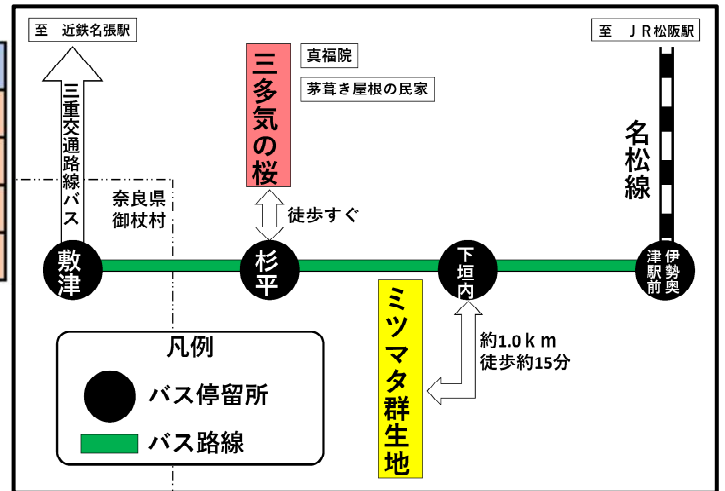 至　近鉄名張駅
至　ＪＲ松阪駅
三重交通路線バス
三多気の桜
真福院
茅葺き屋根の民家
名松線
奈良県
御杖村
徒歩すぐ
敷津
杉平
下垣内
伊勢奥
津駅前
ミツマタ群生地
約1.0ｋｍ
徒歩約15分
凡例
バス停留所
バス路線